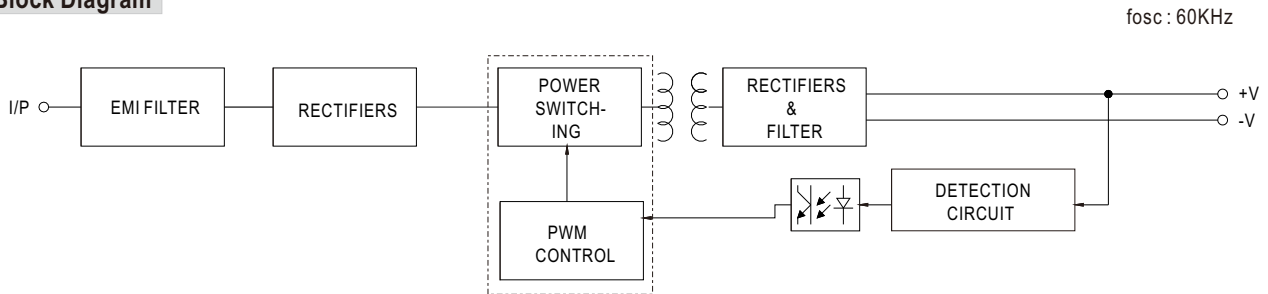 Block Diagram
fosc : 60KHz
I/P
EMI FILTER
RECTIFIERS
POWER
SWITCH-
ING
RECTIFIERS
&
FILTER
+V
-V
DETECTION
CIRCUIT
PWM
CONTROL